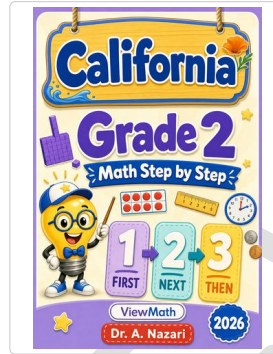 California
Grade 2
Math Step by Step
1 2 3
FIRST NEXT THEN
ViewMath
Dr. A. Nazari
2026